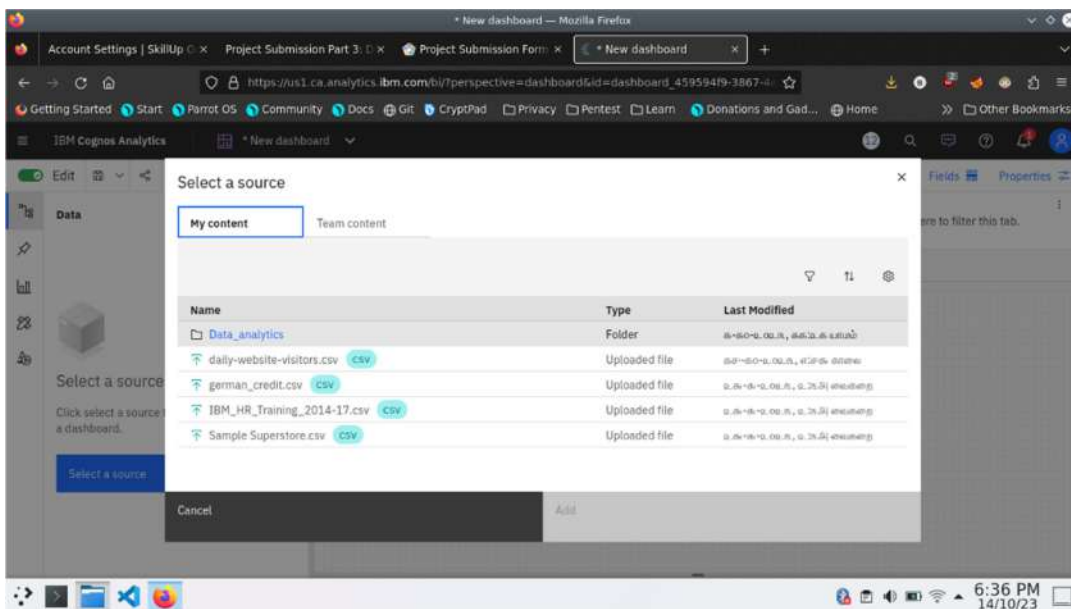 * New dashboard — Mozilla Firefox
Account Settings | SkillUp O
Project Submission Part 3: D
Project Submission Form
* New dashboard
https://us1.ca.analytics.ibm.com/bi/?perspective=dashboard&id=dashboard_459594f9-3867-4
Getting Started Start Parrot OS Community Docs Git CryptPad Privacy Pentest Learn Donations and Gad... Home Other Bookmarks
IBM Cognos Analytics * New dashboard
Edit Fields Properties
Select a source
Data
My content Team content
ere to filter this tab.
Name Type Last Modified
Data_analytics Folder
daily-website-visitors.csv CSV Uploaded file
german_credit.csv CSV Uploaded file
IBM_HR_Training_2014-17.csv CSV Uploaded file
Sample Superstore.csv CSV Uploaded file
Select a source
Click select a source
a dashboard.
Select a source
Cancel Add
6:36 PM
14/10/23